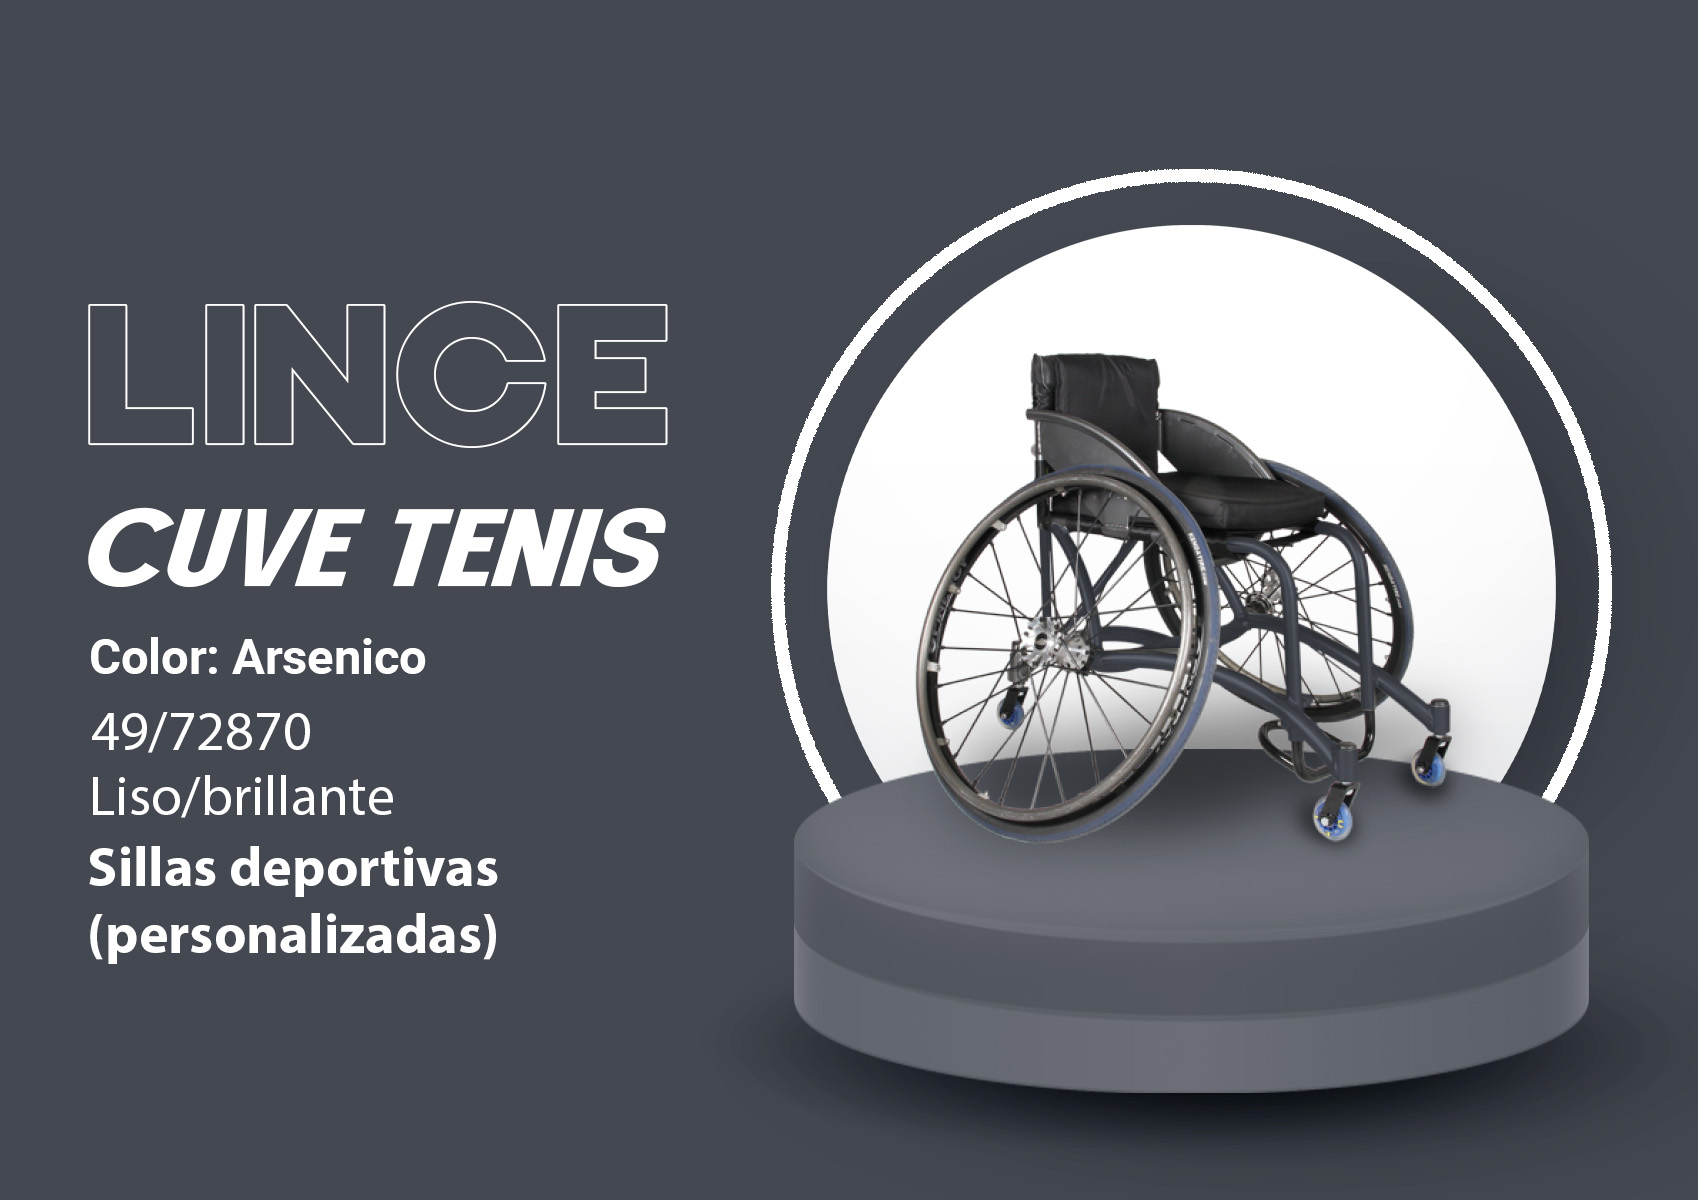 LINCE
CUVE TENIS
Color: Arsenico
49/72870
Liso/brillante
Sillas deportivas
(personalizadas)